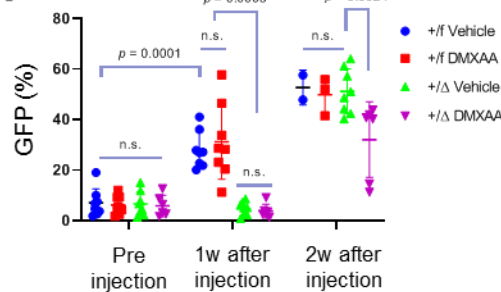 80
60
40
20
0
GFP (%)
p = 0.0001
n.s.
n.s.
n.s.
n.s.
+/f Vehicle
+/f DMXAA
+/Δ Vehicle
+/Δ DMXAA
Pre
injection
1w after
injection
2w after
injection